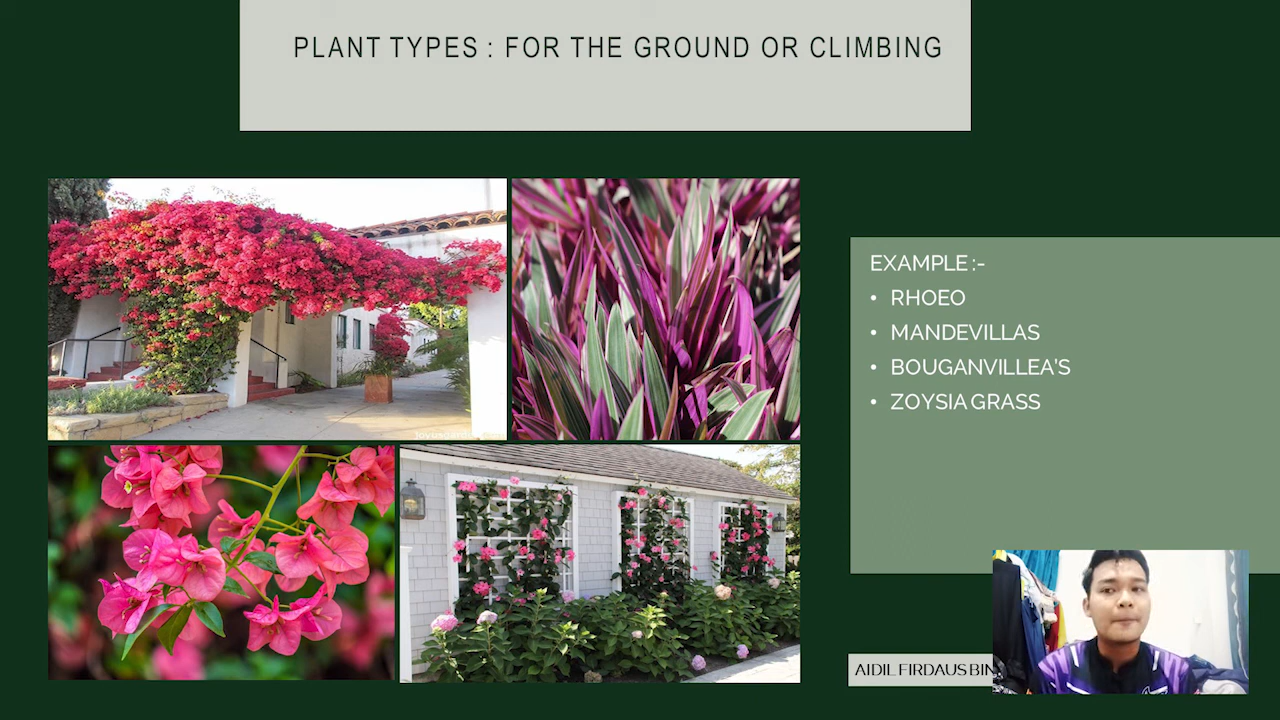 PLANT TYPES : FOR THE GROUND OR CLIMBING
EXAMPLE :-
• RHOEO
• MANDEVILLAS
• BOUGANVILLEA'S
• ZOYSIA GRASS
AIDIL FIRDAUS BIN